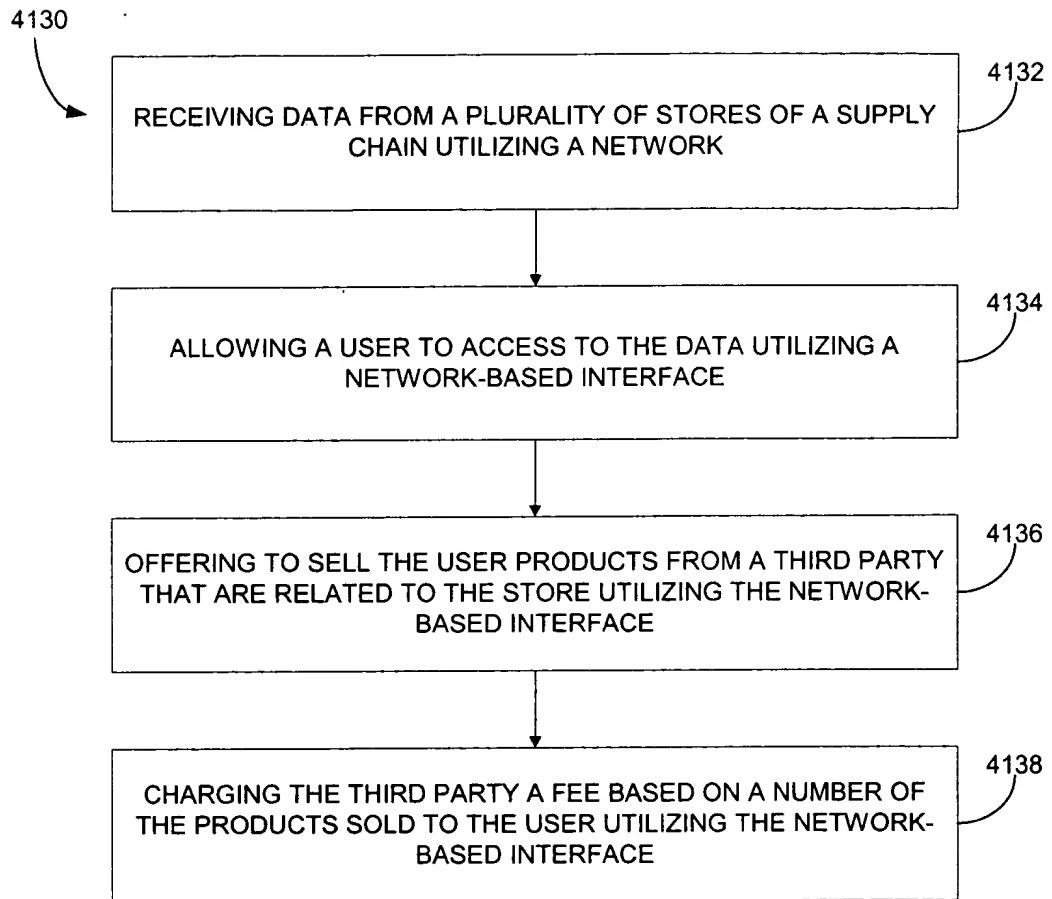 4130
4132
RECEIVING DATA FROM A PLURALITY OF STORES OF A SUPPLY
CHAIN UTILIZING A NETWORK
4134
ALLOWING A USER TO ACCESS TO THE DATA UTILIZING A
NETWORK-BASED INTERFACE
4136
OFFERING TO SELL THE USER PRODUCTS FROM A THIRD PARTY
THAT ARE RELATED TO THE STORE UTILIZING THE NETWORK-
BASED INTERFACE
4138
CHARGING THE THIRD PARTY A FEE BASED ON A NUMBER OF
THE PRODUCTS SOLD TO THE USER UTILIZING THE NETWORK-
BASED INTERFACE